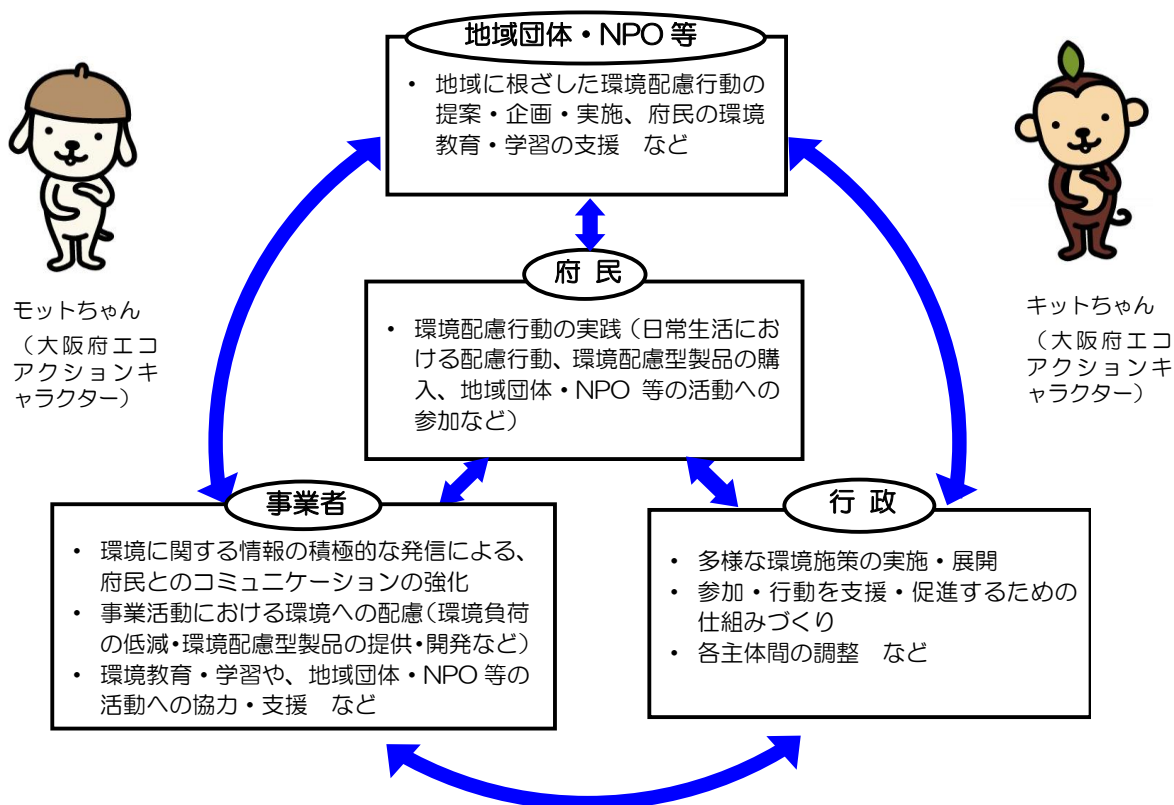 地域団体・NPO 等
・ 地域に根ざした環境配慮行動の
提案・企画・実施、府民の環境
教育・学習の支援　など
府 民
・ 環境配慮行動の実践（日常生活にお
ける配慮行動、環境配慮型製品の購
入、地域団体・NPO 等の活動への
参加など）
モットちゃん
（大阪府エコ
アクションキ
ャラクター）
キットちゃん
（大阪府エコ
アクションキ
ャラクター）
事業者
・ 環境に関する情報の積極的な発信による、
府民とのコミュニケーションの強化
・ 事業活動における環境への配慮（環境負荷
の低減・環境配慮型製品の提供・開発など）
・ 環境教育・学習や、地域団体・NPO 等の
活動への協力・支援　など
行 政
・ 多様な環境施策の実施・展開
・ 参加・行動を支援・促進するための
仕組みづくり
・ 各主体間の調整　など